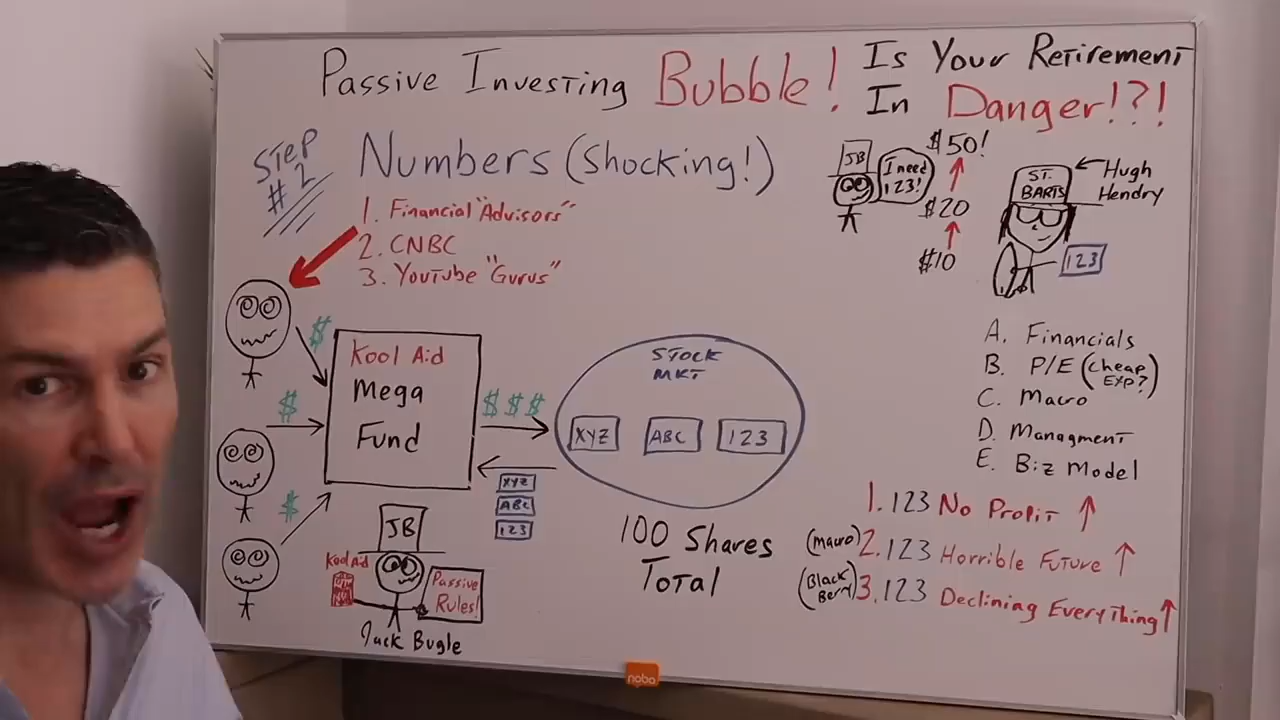 Passive Investing Bubble! Is Your Retirement
In Danger!?!
Step
#2
Numbers (Shocking!)
1. Financial "Advisors"
2. CNBC
3. YouTube "Gurus"
JB
I need
123!
$50!
$20
$10
ST.
BARTS
Hugh
Hendry
123
$
$
$
Kool Aid
Mega
Fund
$$$
XYZ
ABC
123
STOCK
MKT
XYZ
ABC
123
100 Shares
Total
A. Financials
B. P/E (Cheap
Exp?)
C. Macro
D. Managment
E. Biz Model
1. 123 No Profit
(macro) 2. 123 Horrible Future
(Black
Berry) 3. 123 Declining Everything
JB
Kool Aid
Passive
Rules!
Jack Bugle
nobo